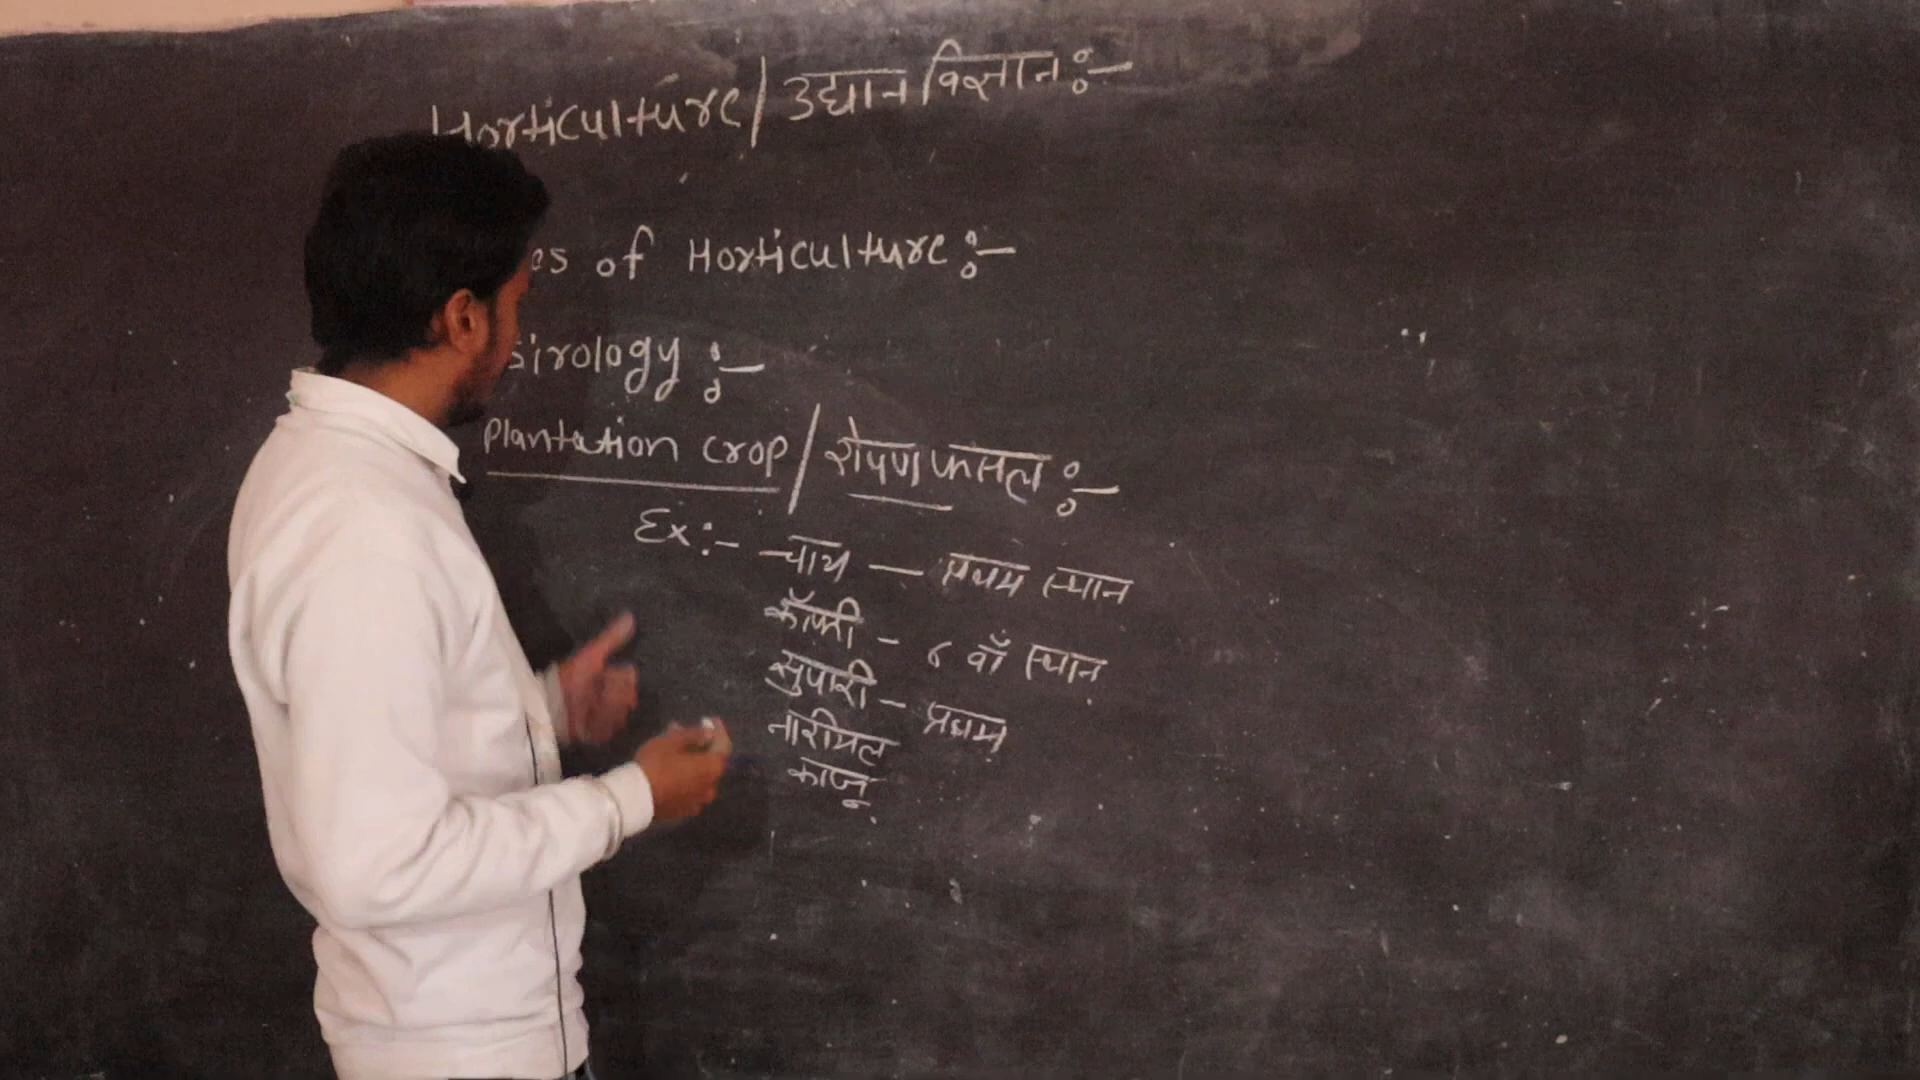 Horticulture / उद्यान विज्ञान :-
es of Horticulture :-
sirology :-
Plantation crop / रोपण फसल :-
Ex :- चाय — प्रथम स्थान
कॉफी - 6 वाँ स्थान
सुपारी - प्रथम
नारीयल
काजू